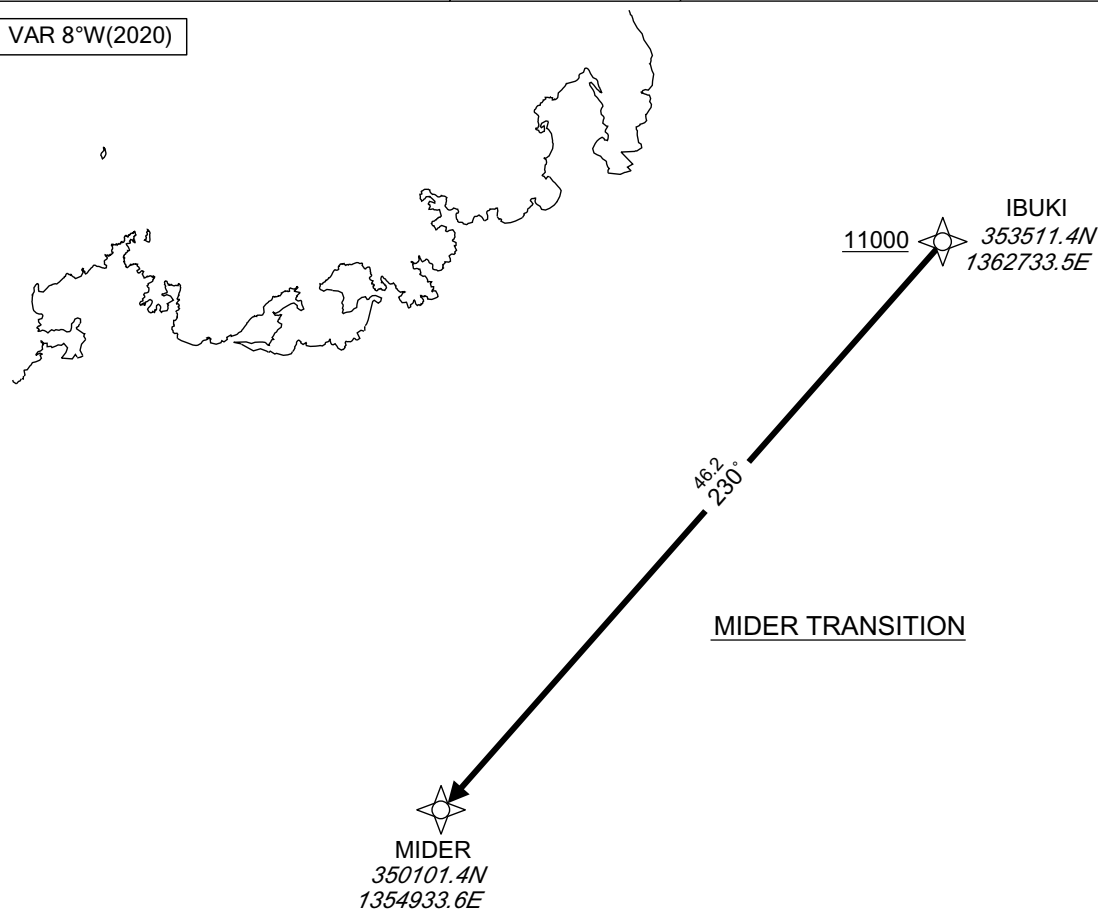 VAR 8°W(2020)
IBUKI
11000
353511.4N
1362733.5E
46.2
230°
MIDER TRANSITION
MIDER
350101.4N
1354933.6E